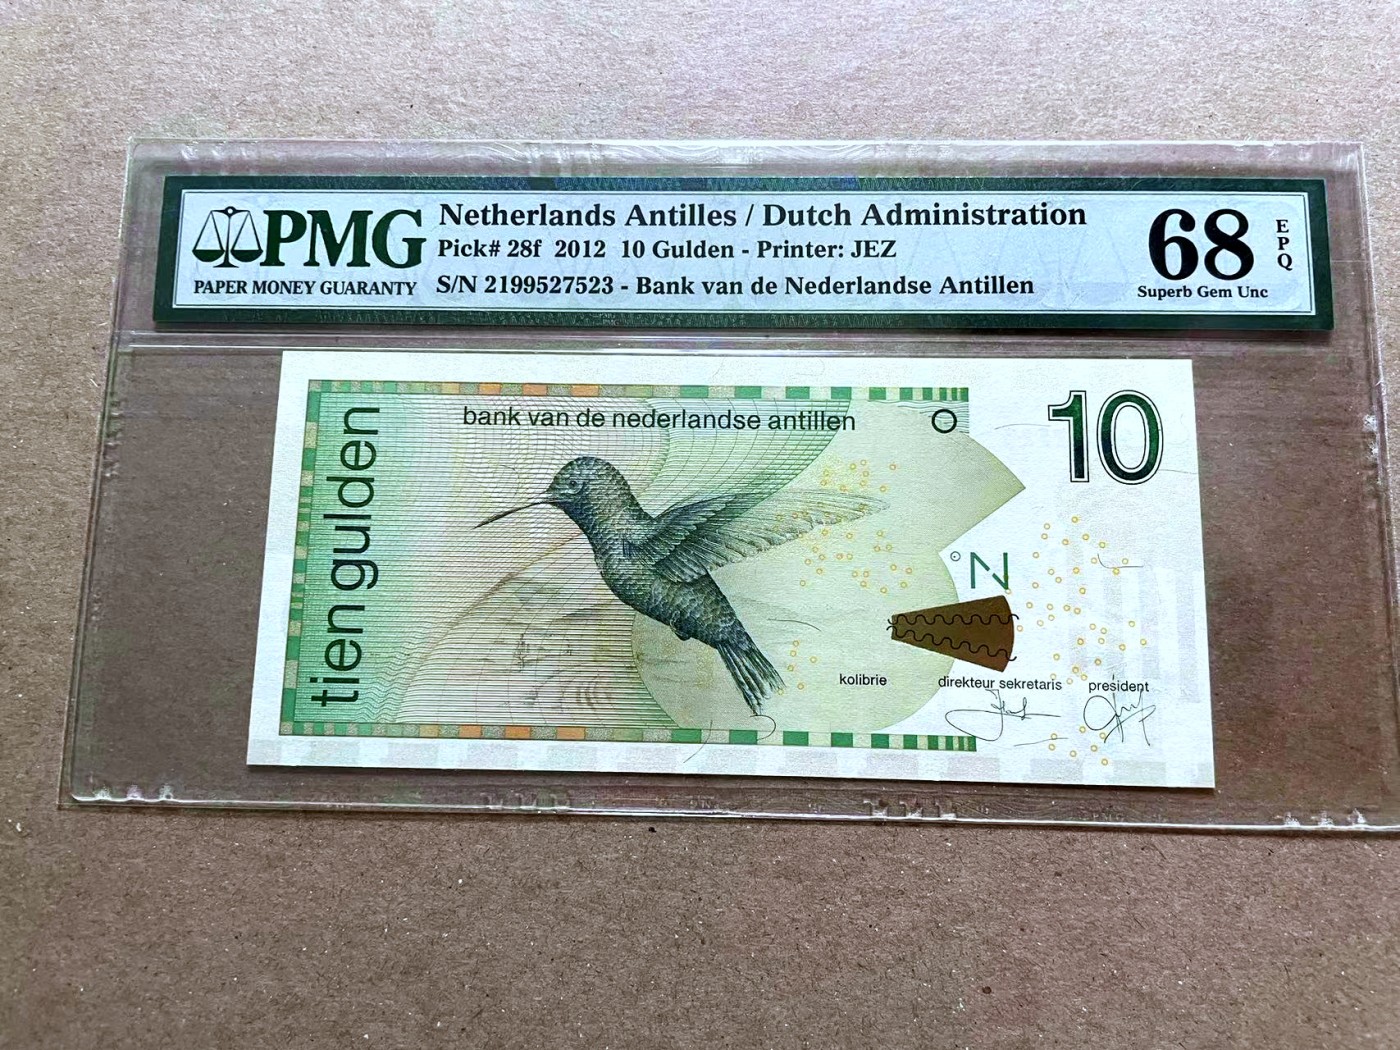 PMG
PAPER MONEY GUARANTY
Netherlands Antilles / Dutch Administration
Pick# 28f 2012 10 Gulden - Printer: JEZ
S/N 2199527523 - Bank van de Nederlandse Antillen
68
EPQ
Superb Gem Unc
tien gulden
bank van de nederlandse antillen
10
N
kolibrie
direkteur sekretaris
president